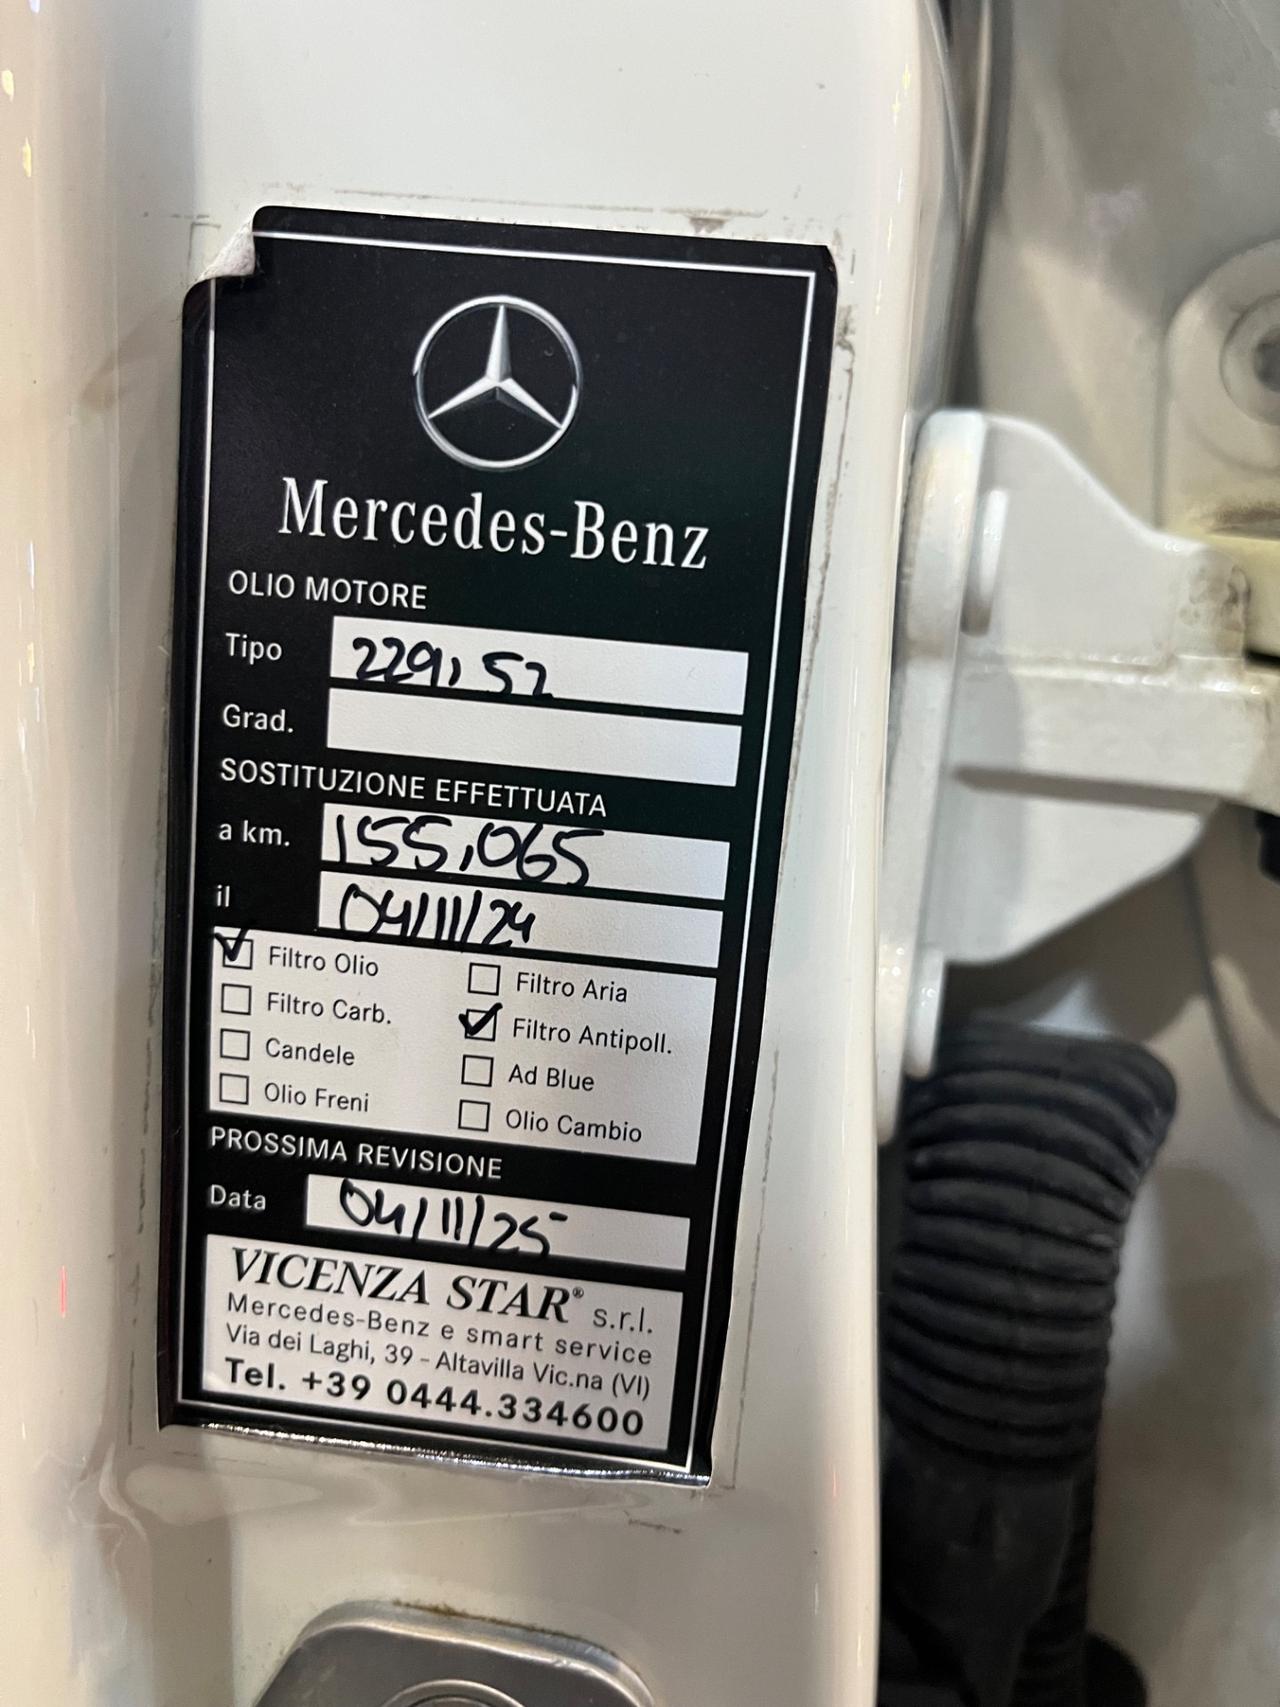 Mercedes-Benz
OLIO MOTORE
Tipo 229,52
Grad.
SOSTITUZIONE EFFETTUATA
a km. 155,065
il 04/11/24
Filtro Olio Filtro Aria
Filtro Carb. Filtro Antipoll.
Candele Ad Blue
Olio Freni Olio Cambio
PROSSIMA REVISIONE
Data 04/11/25
VICENZA STAR® s.r.l.
Mercedes-Benz e smart service
Via dei Laghi, 39 - Altavilla Vic.na (VI)
Tel. +39 0444.334600